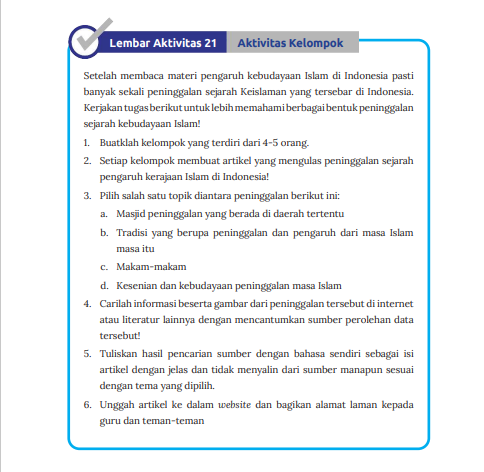 Lembar Aktivitas 21 Aktivitas Kelompok
Setelah membaca materi pengaruh kebudayaan Islam di Indonesia pasti
banyak sekali peninggalan sejarah Keislaman yang tersebar di Indonesia.
Kerjakan tugas berikut untuk lebih memahami berbagai bentuk peninggalan
sejarah kebudayaan Islam!
1. Buatklah kelompok yang terdiri dari 4-5 orang.
2. Setiap kelompok membuat artikel yang mengulas peninggalan sejarah
pengaruh kerajaan Islam di Indonesia!
3. Pilih salah satu topik diantara peninggalan berikut ini:
a. Masjid peninggalan yang berada di daerah tertentu
b. Tradisi yang berupa peninggalan dan pengaruh dari masa Islam
masa itu
c. Makam-makam
d. Kesenian dan kebudayaan peninggalan masa Islam
4. Carilah informasi beserta gambar dari peninggalan tersebut di internet
atau literatur lainnya dengan mencantumkan sumber perolehan data
tersebut!
5. Tuliskan hasil pencarian sumber dengan bahasa sendiri sebagai isi
artikel dengan jelas dan tidak menyalin dari sumber manapun sesuai
dengan tema yang dipilih.
6. Unggah artikel ke dalam website dan bagikan alamat laman kepada
guru dan teman-teman